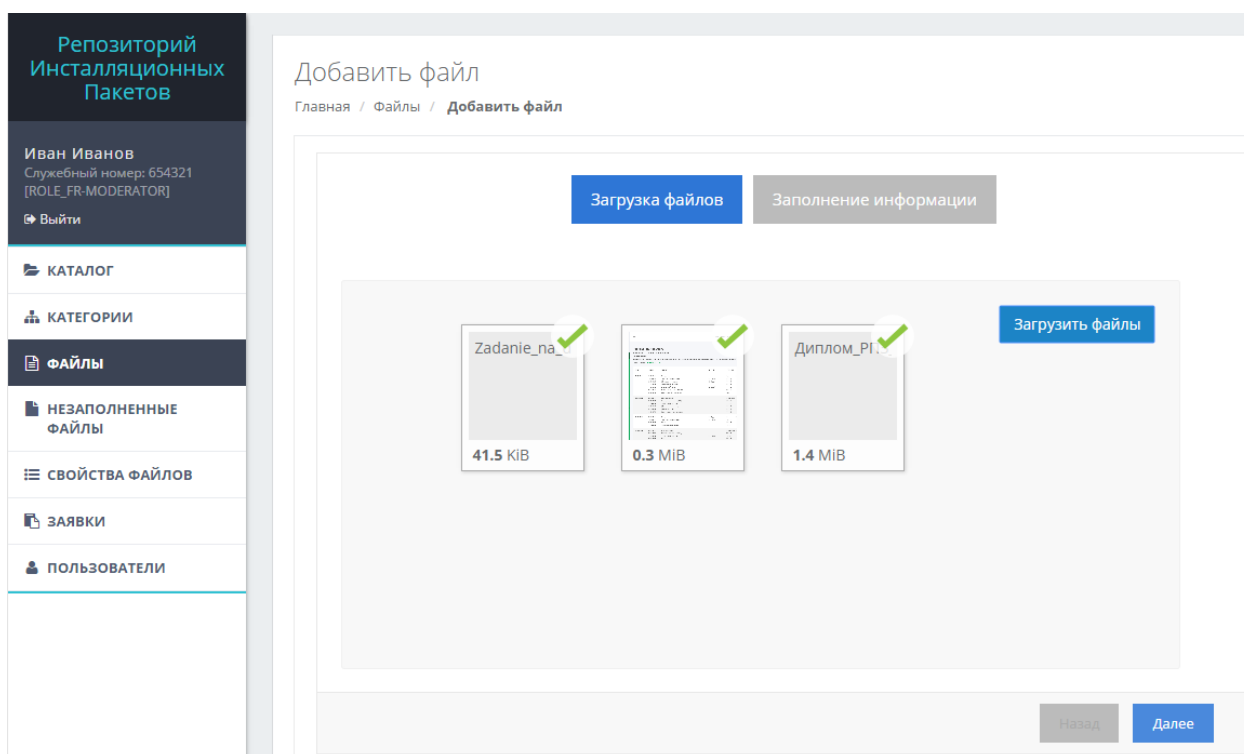 Репозиторий
Инсталляционных
Пакетов
Иван Иванов
Служебный номер: 654321
[ROLE_FR-MODERATOR]
Выйти
КАТАЛОГ
КАТЕГОРИИ
ФАЙЛЫ
НЕЗАПОЛНЕННЫЕ
ФАЙЛЫ
СВОЙСТВА ФАЙЛОВ
ЗАЯВКИ
ПОЛЬЗОВАТЕЛИ
Добавить файл
Главная / Файлы / Добавить файл
Загрузка файлов Заполнение информации
Загрузить файлы
Zadanie_na_
41.5 KiB
0.3 MiB
Диплом_РП
1.4 MiB
Назад Далее